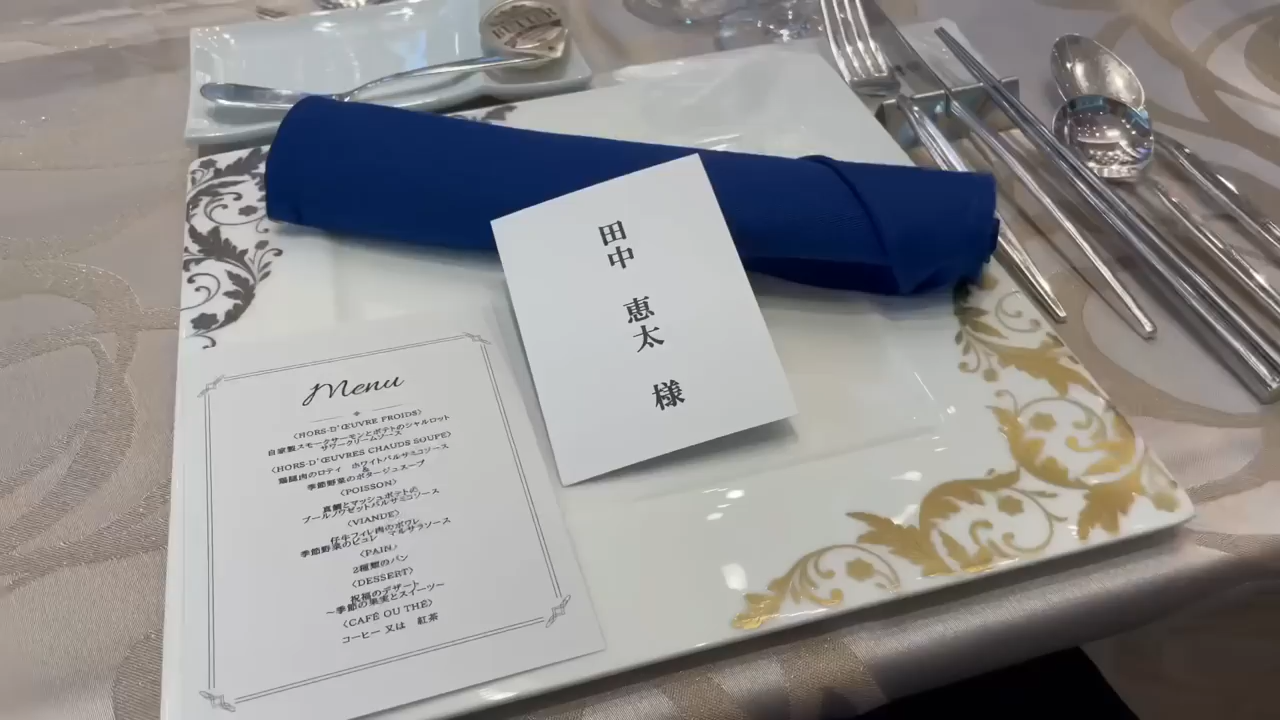 田中 恵太 様
Menu
〈HORS-D'ŒUVRE FROIDS〉
自家製スモークサーモンとポテトのシャルロット
サワークリームソース
〈HORS-D'ŒUVRES CHAUDS SOUPE〉
鶏腿肉のロティ ホワイトバルサミコソース
&
季節野菜のポタージュスープ
〈POISSON〉
真鯛とマッシュポテトの
ブールノワゼットバルサミコソース
〈VIANDE〉
仔牛フィレ肉のポワレ
季節野菜のピュレ マルサラソース
〈PAIN〉
2種類のパン
〈DESSERT〉
祝福のデザート
~季節の果実とスイーツ~
〈CAFÉ OU THÉ〉
コーヒー 又は 紅茶